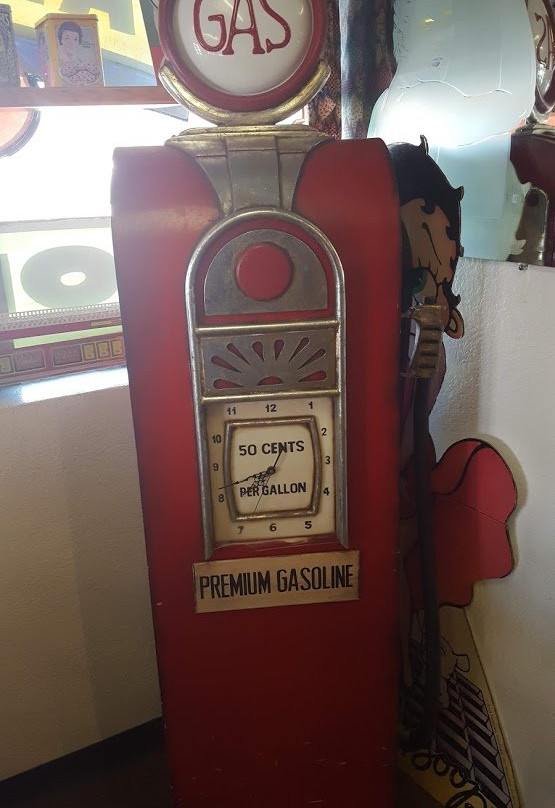 GAS
11 12 1
10 2
50 CENTS
9 3
8 PER GALLON 4
7 6 5
PREMIUM GASOLINE